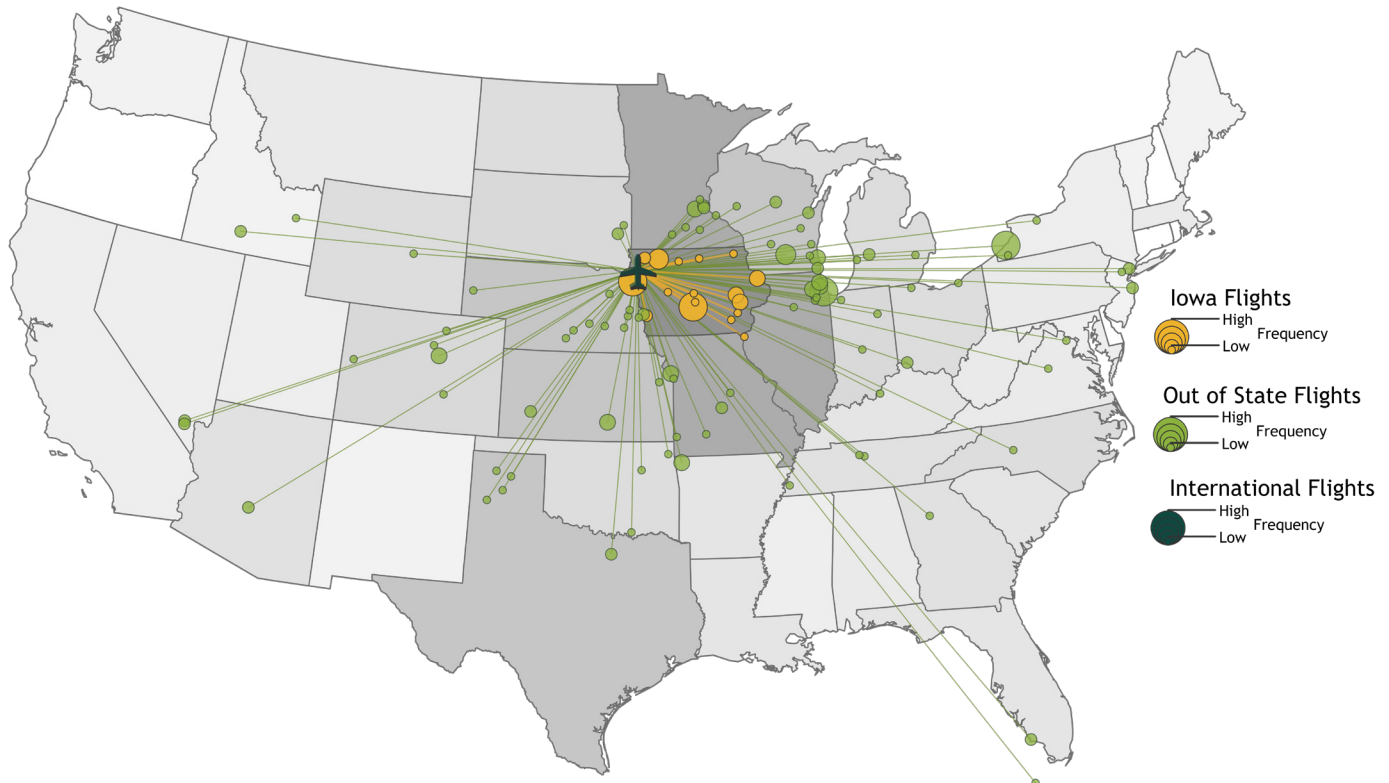 Iowa Flights
High
Frequency
Low
Out of State Flights
High
Frequency
Low
International Flights
High
Frequency
Low